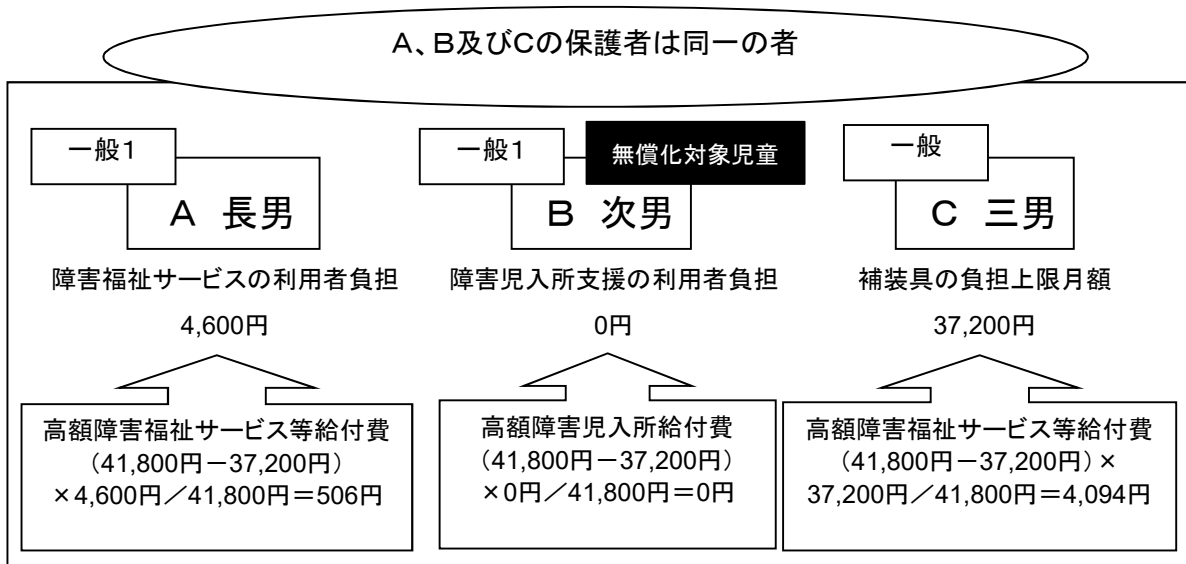 A、B及びCの保護者は同一の者
一般1
A 長男
障害福祉サービスの利用者負担
4,600円
高額障害福祉サービス等給付費
（41,800円－37,200円）
×4,600円／41,800円＝506円
一般1
無償化対象児童
B 次男
障害児入所支援の利用者負担
0円
高額障害児入所給付費
（41,800円－37,200円）
×0円／41,800円＝0円
一般
C 三男
補装具の負担上限月額
37,200円
高額障害福祉サービス等給付費
（41,800円－37,200円）×
37,200円／41,800円＝4,094円